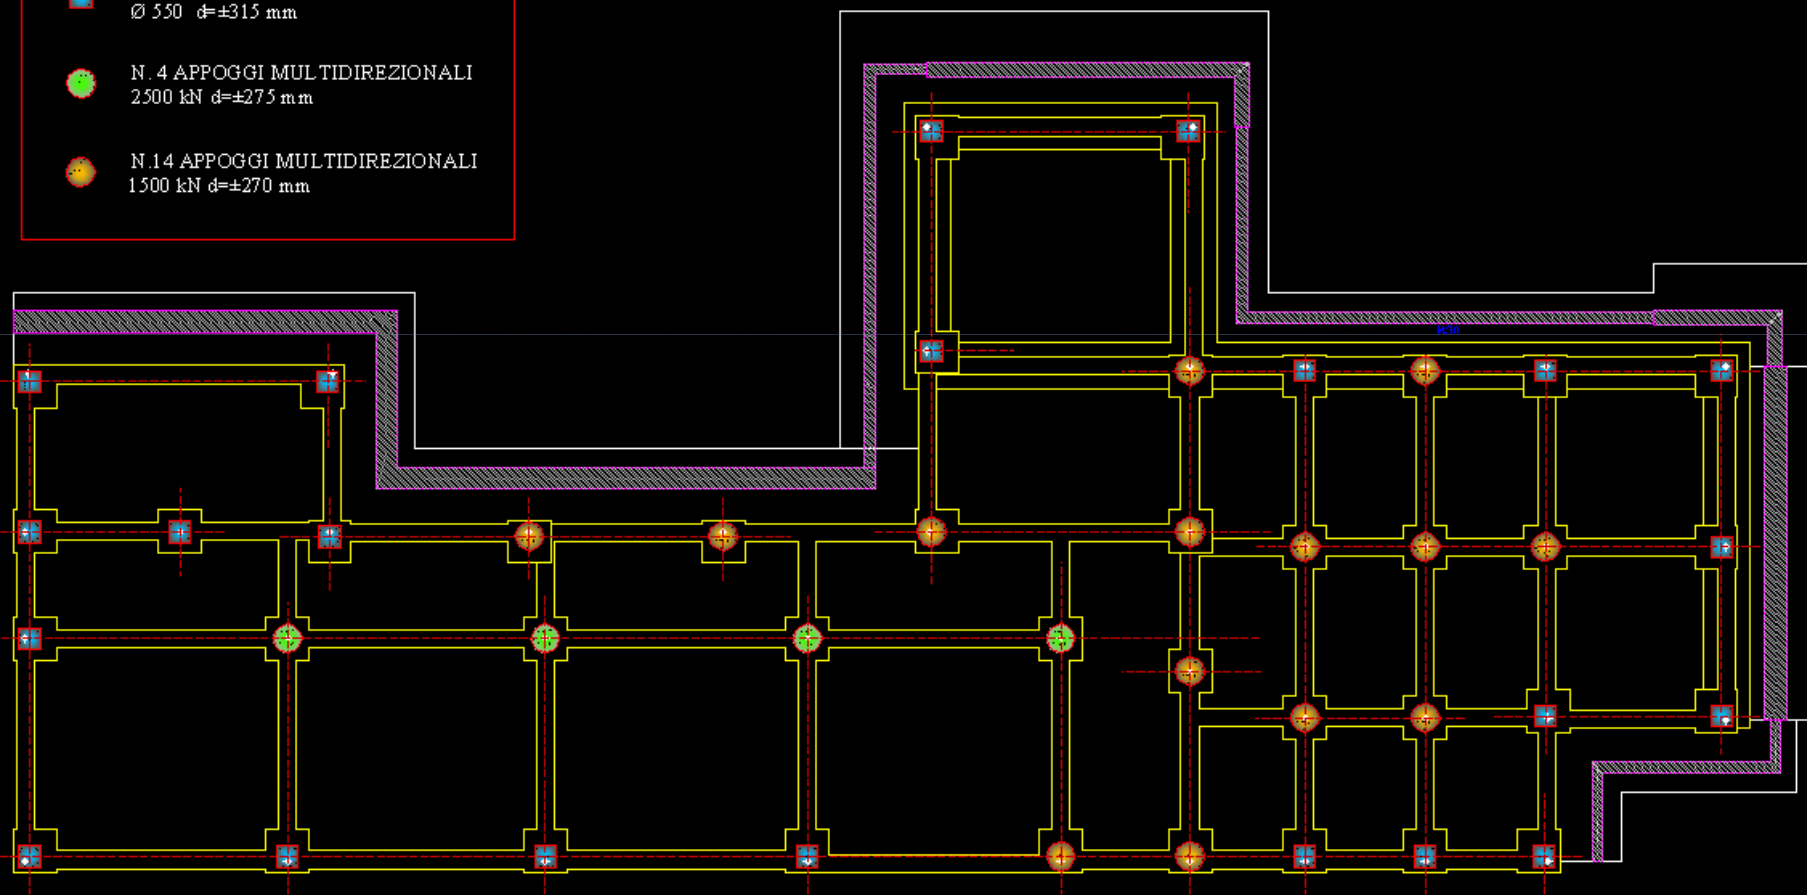 Ø 550 d=±315 mm
N. 4 APPOGGI MULTIDIREZIONALI
2500 kN d=±275 mm
N.14 APPOGGI MULTIDIREZIONALI
1500 kN d=±270 mm